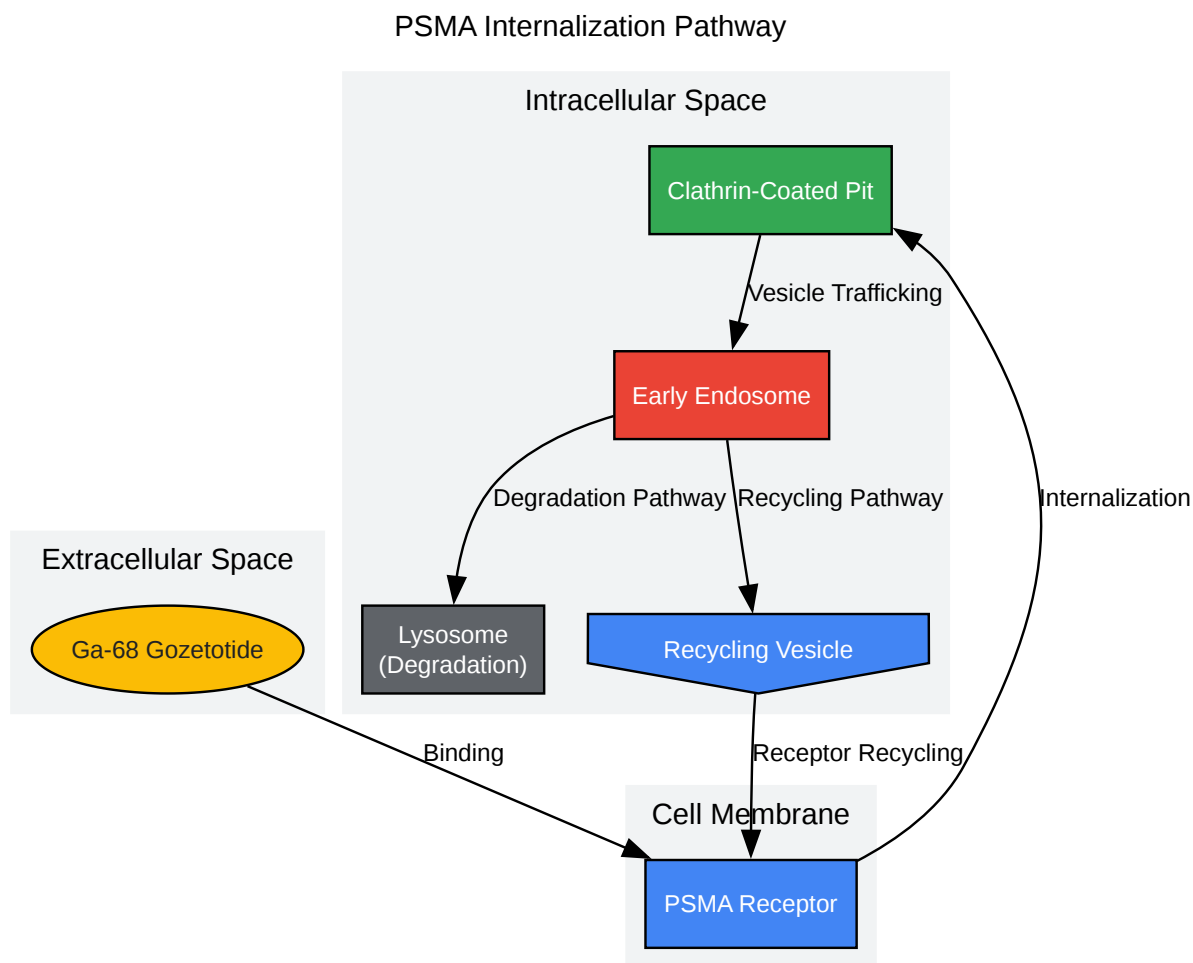 PSMA Internalization Pathway
Intracellular Space
Clathrin-Coated Pit
Vesicle Trafficking
Early Endosome
Degradation Pathway
Recycling Pathway
Internalization
Extracellular Space
Ga-68 Gozetotide
Lysosome
(Degradation)
Recycling Vesicle
Binding
Receptor Recycling
Cell Membrane
PSMA Receptor